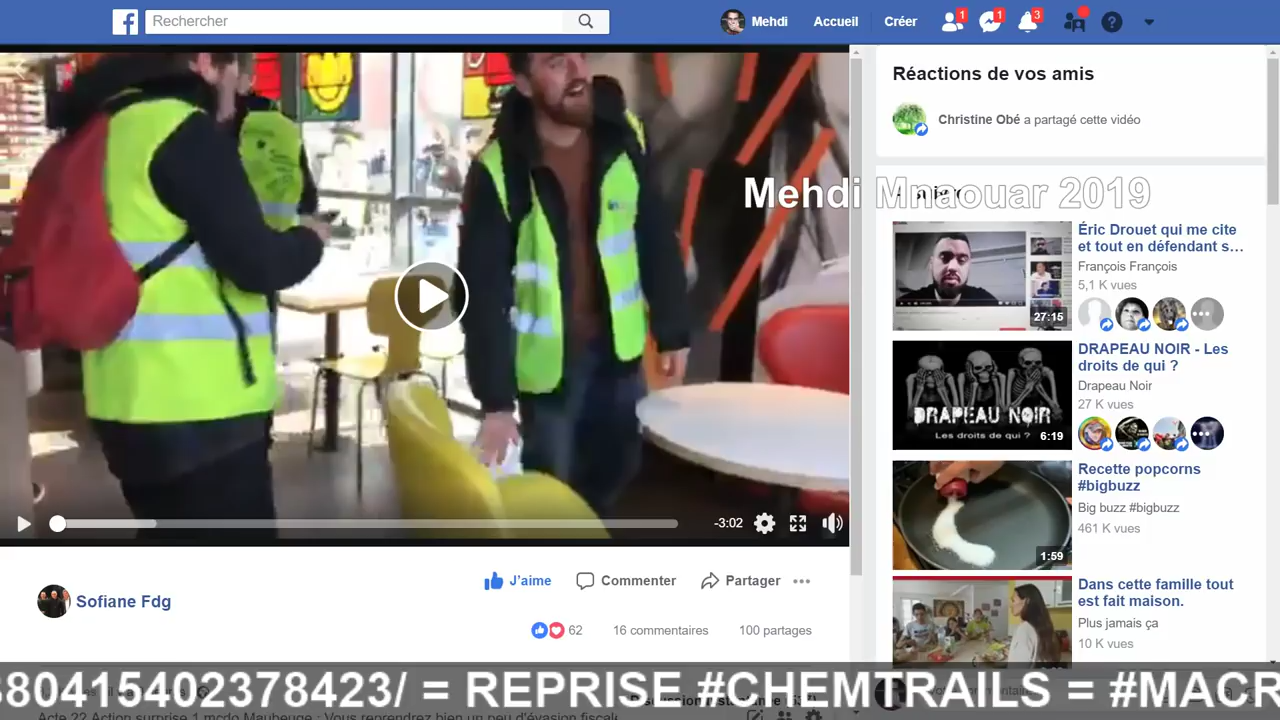 Rechercher
Mehdi
Accueil
Créer
1
1
3
Réactions de vos amis
Christine Obé a partagé cette vidéo
Mehdi Mnaouar 2019
Éric Drouet qui me cite
et tout en défendant s…
François François
5,1 K vues
27:15
DRAPEAU NOIR - Les
droits de qui ?
Drapeau Noir
27 K vues
DRAPEAU NOIR
Les droits de qui ?
6:19
Recette popcorns
#bigbuzz
Big buzz #bigbuzz
461 K vues
1:59
Dans cette famille tout
est fait maison.
Plus jamais ça
10 K vues
-3:02
J'aime
Commenter
Partager
Sofiane Fdg
62
16 commentaires
100 partages
380415402378423/ = REPRISE #CHEMTRAILS = #MACR
Acte 22 Action surprise 1 mcdo Maubeuge : Vous reprendrez bien un peu d'évasion fiscale